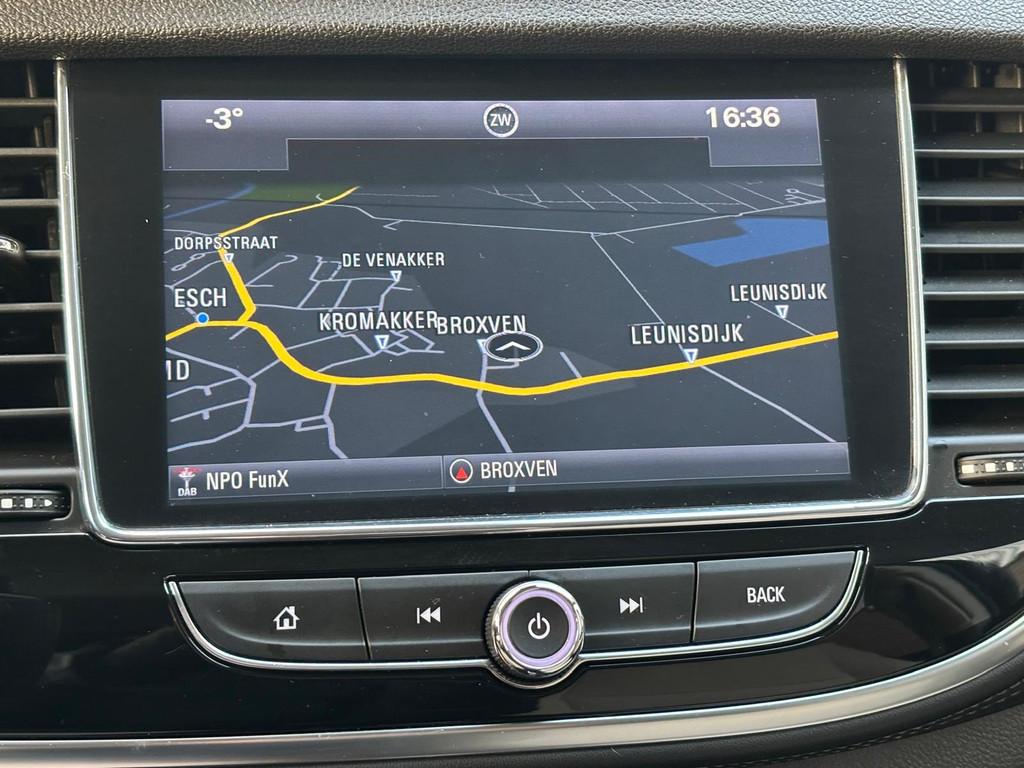 -3° ZW 16:36
DORPSSTRAAT
DE VENAKKER
ESCH
LEUNISDIJK
KROMAKKER
BROXVEN
LEUNISDIJK
ID
DAB NPO FunX
BROXVEN
BACK